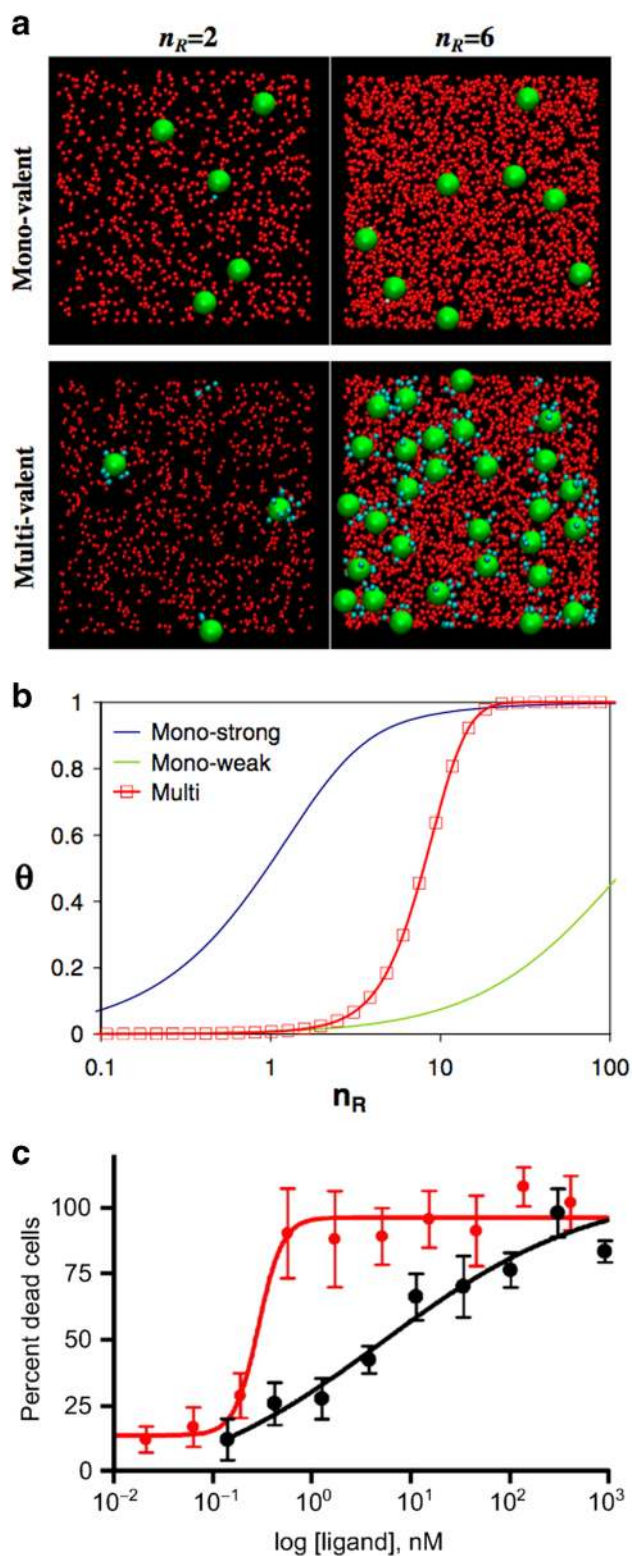 a
nR=2 nR=6
Mono-valent
Multi-valent
b
1
0.8
0.6
0.4
0.2
0
θ
Mono-strong
Mono-weak
Multi
0.1 1 10 100
nR
c
100
75
50
25
0
Percent dead cells
10⁻² 10⁻¹ 10⁰ 10¹ 10² 10³
log [ligand], nM